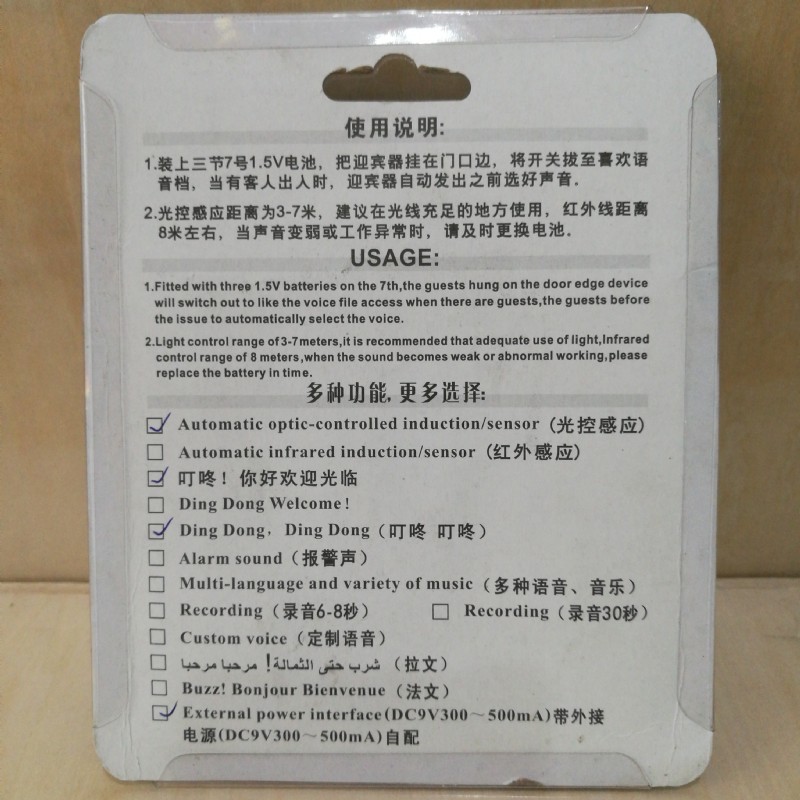 使用说明:
1.装上三节7号1.5V电池，把迎宾器挂在门口边，将开关拔至喜欢语
音档，当有客人出入时，迎宾器自动发出之前选好声音.
2.光控感应距离为3-7米，建议在光线充足的地方使用，红外线距离
8米左右，当声音变弱或工作异常时，请及时更换电池。
USAGE:
1.Fitted with three 1.5V batteries on the 7th,the guests hung on the door edge device
will switch out to like the voice file access when there are guests,the guests before
the issue to automatically select the voice.
2.Light control range of 3-7meters,it is recommended that adequate use of light,Infrared
control range of 8 meters,when the sound becomes weak or abnormal working,please
replace the battery in time.
多种功能,更多选择:
Automatic optic-controlled induction/sensor (光控感应)
Automatic infrared induction/sensor (红外感应)
叮咚！你好欢迎光临
Ding Dong Welcome!
Ding Dong, Ding Dong (叮咚 叮咚)
Alarm sound (报警声)
Multi-language and variety of music (多种语音、音乐)
Recording (录音6-8秒) Recording (录音30秒)
Custom voice (定制语音)
شرب حتى الثمالة! مرحبا مرحبا (拉文)
Buzz! Bonjour Bienvenue (法文)
External power interface(DC9V300～500mA)带外接
电源(DC9V300～500mA)自配